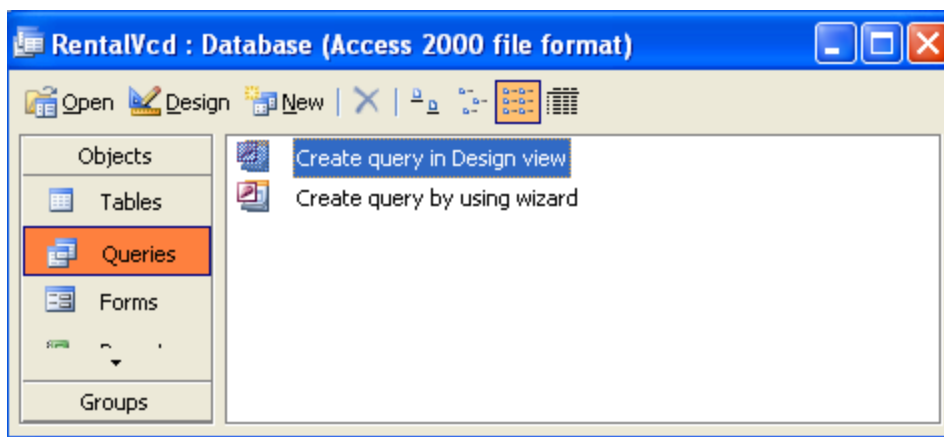 RentalVcd : Database (Access 2000 file format)
Open Design New
Objects
Tables
Queries
Forms
Groups
Create query in Design view
Create query by using wizard